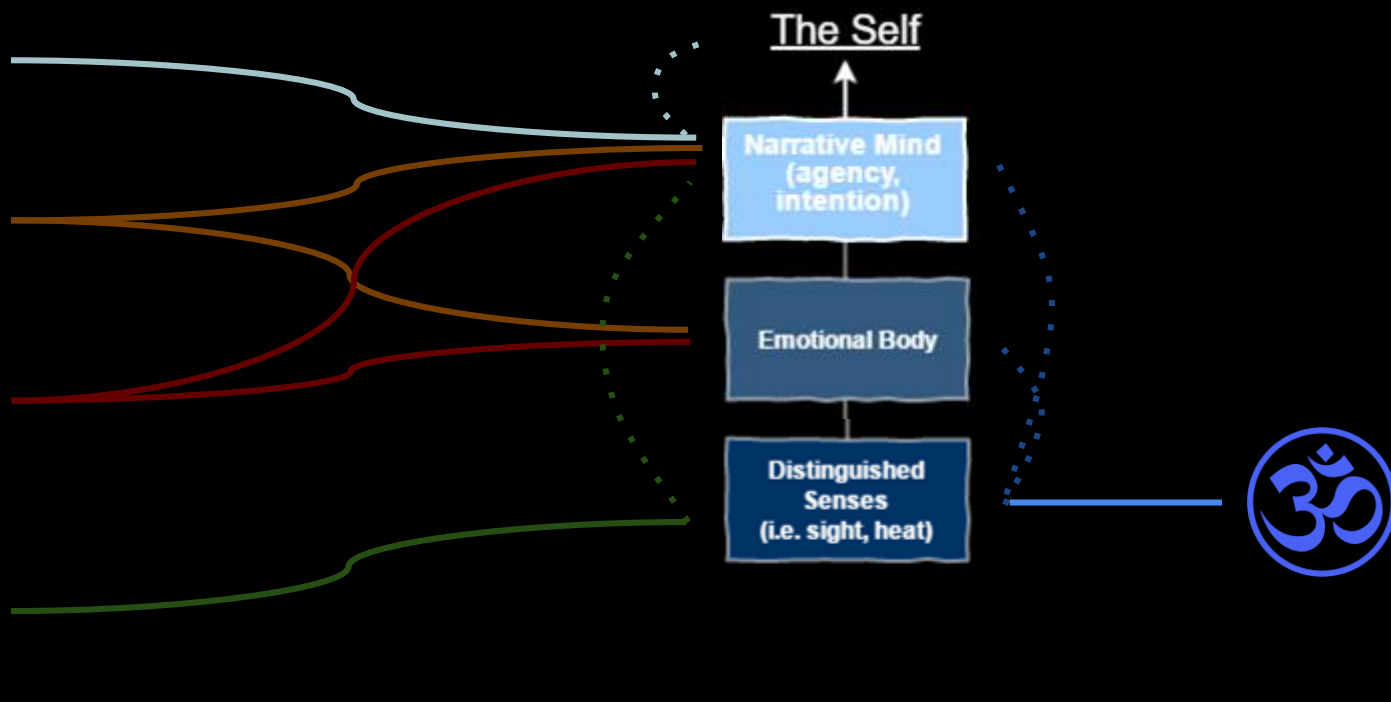 The Self
Narrative Mind
(agency,
intention)
Emotional Body
Distinguished
Senses
(i.e. sight, heat)
ॐ